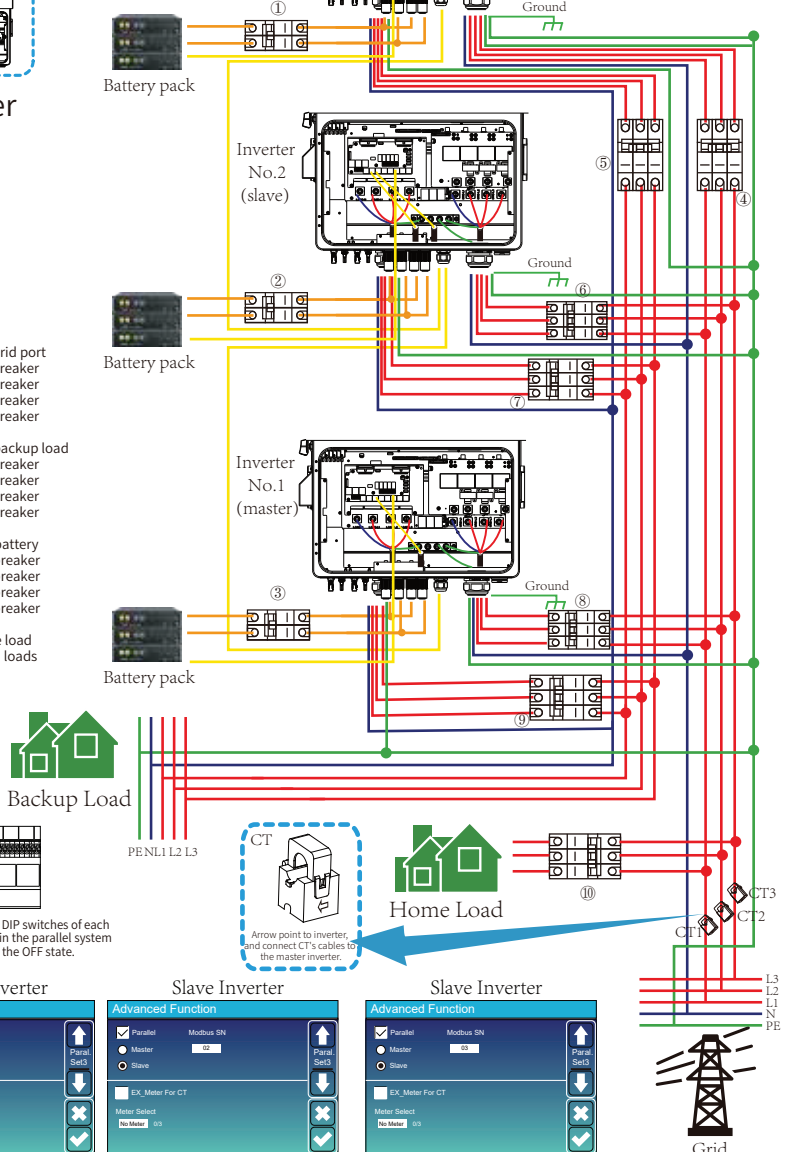 Ground
①
Battery pack
er
Inverter
No.2
(slave)
⑤
④
②
Ground
⑥
Battery pack
⑦
rid port
reaker
reaker
reaker
reaker
backup load
reaker
reaker
reaker
reaker
attery
reaker
reaker
reaker
reaker
e load
loads
Inverter
No.1
(master)
③
Ground
⑧
Battery pack
⑨
Backup Load
PE N L1 L2 L3
CT
Arrow point to inverter,
and connect CT's cables to
the master inverter.
Home Load
⑩
CT3
CT2
CT1
DIP switches of each
in the parallel system
the OFF state.
L3
L2
L1
N
PE
Grid
verter
Paral.
Set3
Slave Inverter
Advanced Function
Parallel
Modbus SN
Master
02
Slave
Paral.
Set3
EX_Meter For CT
Meter Select
No Meter 0/3
Slave Inverter
Advanced Function
Parallel
Modbus SN
Master
03
Slave
Paral.
Set3
EX_Meter For CT
Meter Select
No Meter 0/3